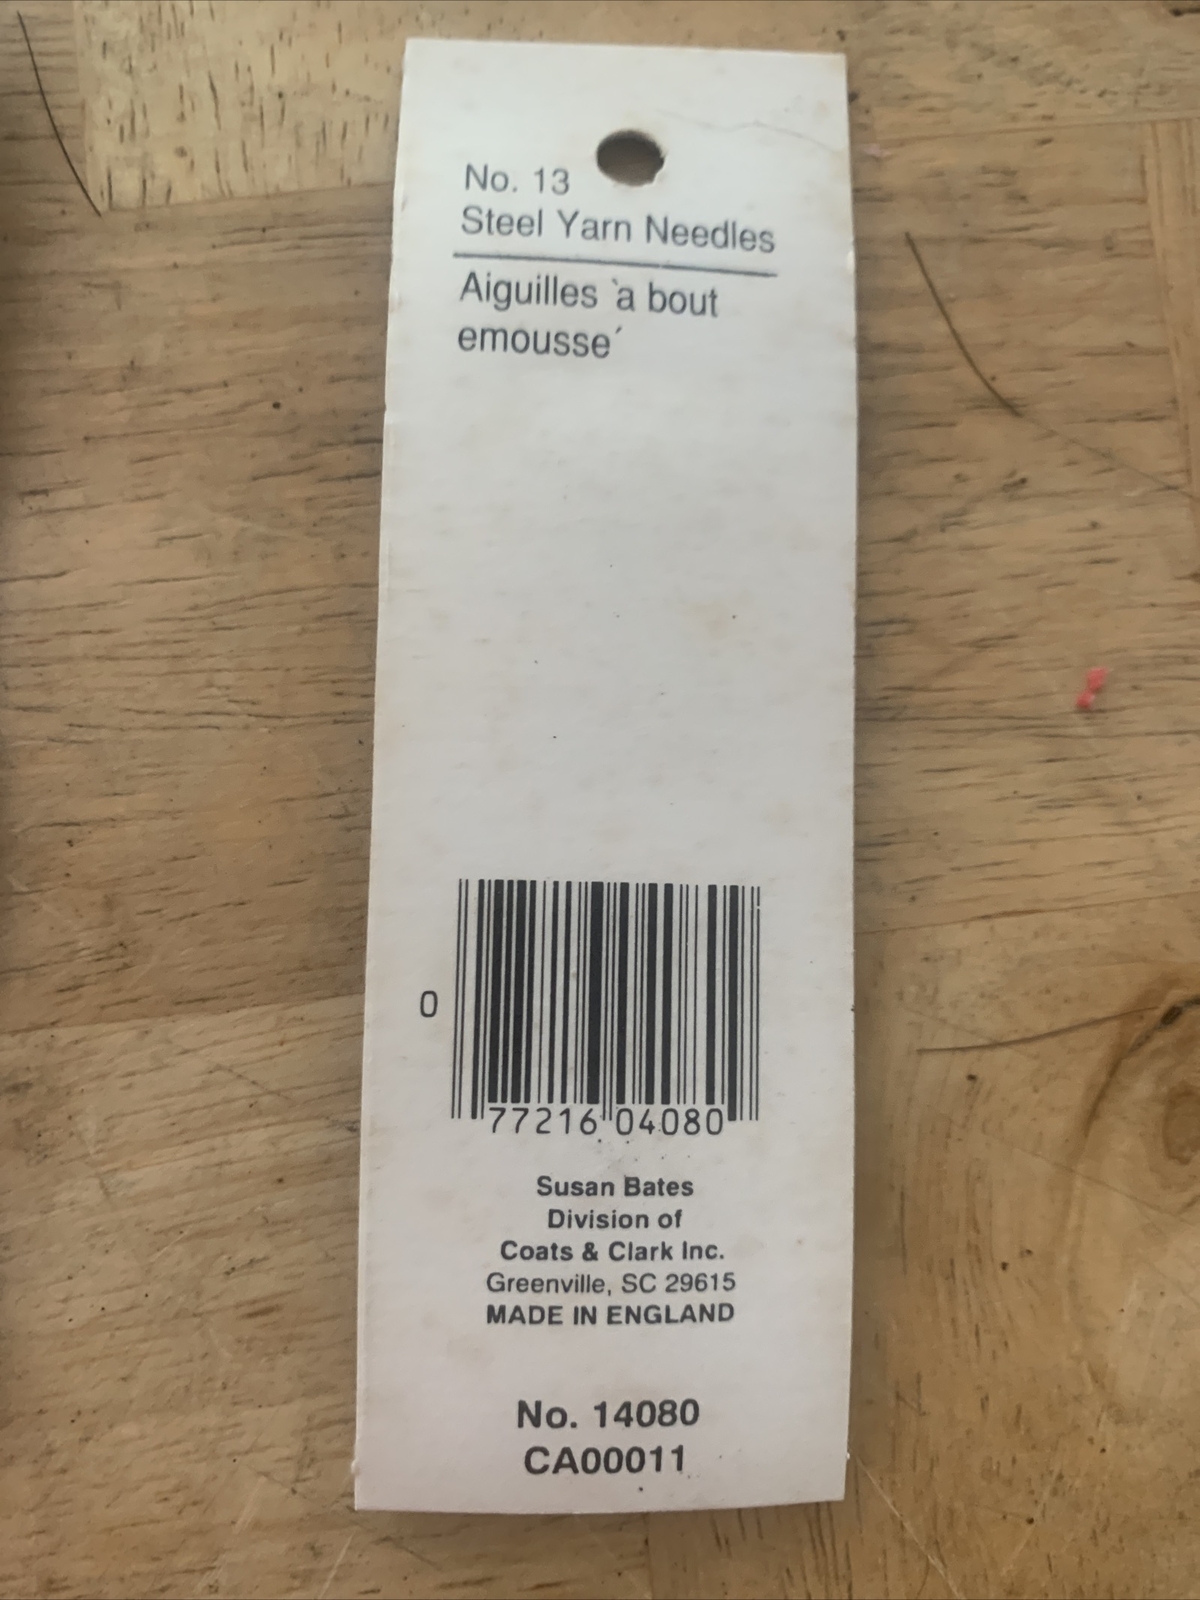 No. 13
Steel Yarn Needles
Aiguilles `a bout
emousse´
0
77216 04080
Susan Bates
Division of
Coats & Clark Inc.
Greenville, SC 29615
MADE IN ENGLAND
No. 14080
CA00011